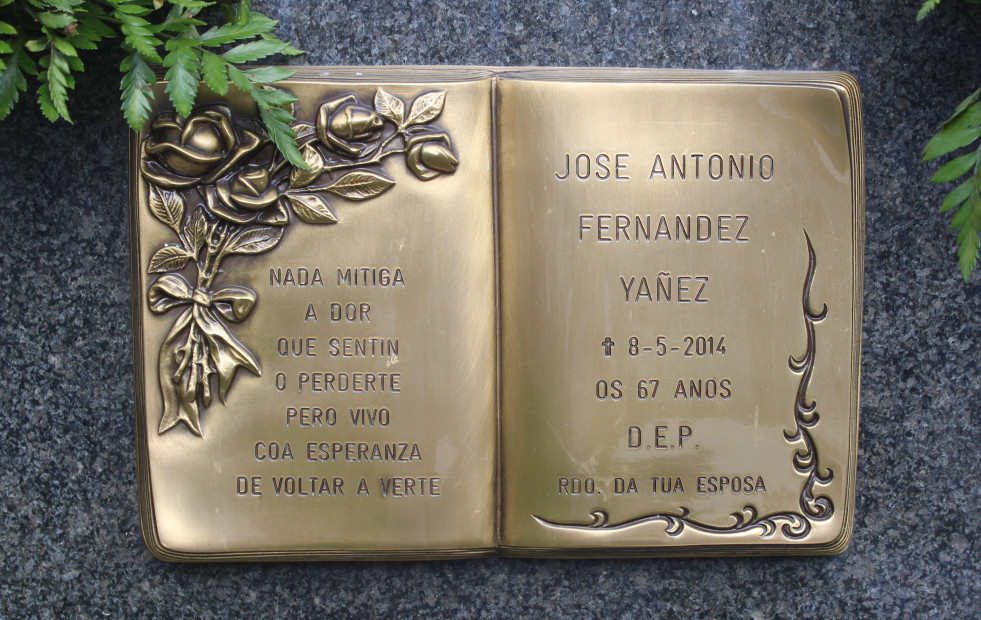 NADA MITIGA
A DOR
QUE SENTIN
O PERDERTE
PERO VIVO
COA ESPERANZA
DE VOLTAR A VERTE
JOSE ANTONIO
FERNANDEZ
YAÑEZ
✝ 8-5-2014
OS 67 ANOS
D.E.P.
RDO. DA TUA ESPOSA